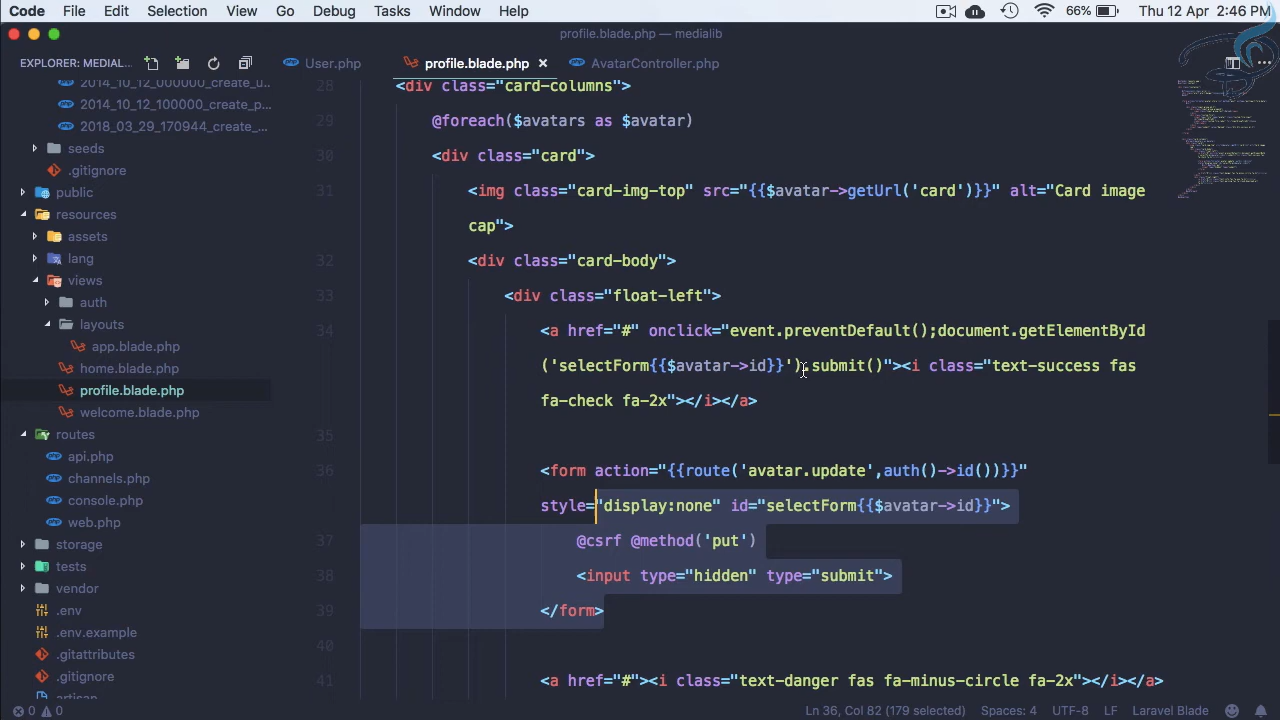 Code File Edit Selection View Go Debug Tasks Window Help 66% Thu 12 Apr 2:46 PM
profile.blade.php — medialib
EXPLORER: MEDIAL... User.php profile.blade.php × AvatarController.php ...
2014_10_12_000000_create_u...
2014_10_12_100000_create_p...
2018_03_29_170944_create_...
seeds
.gitignore
public
resources
assets
lang
views
auth
layouts
app.blade.php
home.blade.php
profile.blade.php
welcome.blade.php
routes
api.php
channels.php
console.php
web.php
storage
tests
vendor
.env
.env.example
.gitattributes
.gitignore
artisan
28 <div class="card-columns">
29 @foreach($avatars as $avatar)
30 <div class="card">
31 <img class="card-img-top" src="{{$avatar->getUrl('card')}}" alt="Card image
cap">
32 <div class="card-body">
33 <div class="float-left">
34 <a href="#" onclick="event.preventDefault();document.getElementById
('selectForm{{$avatar->id}}').submit()"><i class="text-success fas
fa-check fa-2x"></i></a>
35
36 <form action="{{route('avatar.update',auth()->id())}}"
style="display:none" id="selectForm{{$avatar->id}}">
37 @csrf @method('put')
38 <input type="hidden" type="submit">
39 </form>
40
41 <a href="#"><i class="text-danger fas fa-minus-circle fa-2x"></i></a>
0 0 Ln 36, Col 82 (179 selected) Spaces: 4 UTF-8 LF Laravel Blade